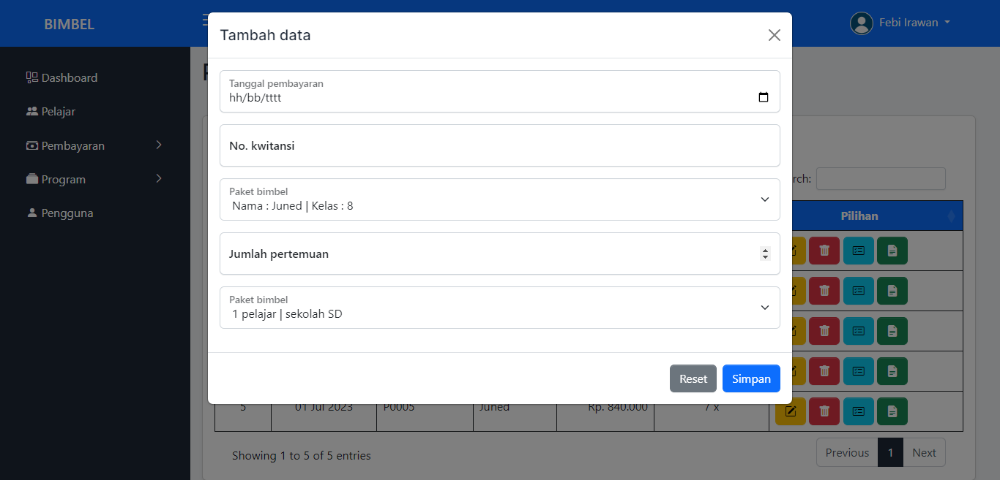 BIMBEL
Febi Irawan
Dashboard
Pelajar
Pembayaran
Program
Pengguna
Tambah data
Tanggal pembayaran
hh/bb/tttt
No. kwitansi
Paket bimbel
Nama : Juned | Kelas : 8
Jumlah pertemuan
Paket bimbel
1 pelajar | sekolah SD
Reset
Simpan
rch:
Pilihan
5 01 Jul 2023 P0005 Juned Rp. 840.000 7 x
Showing 1 to 5 of 5 entries
Previous 1 Next